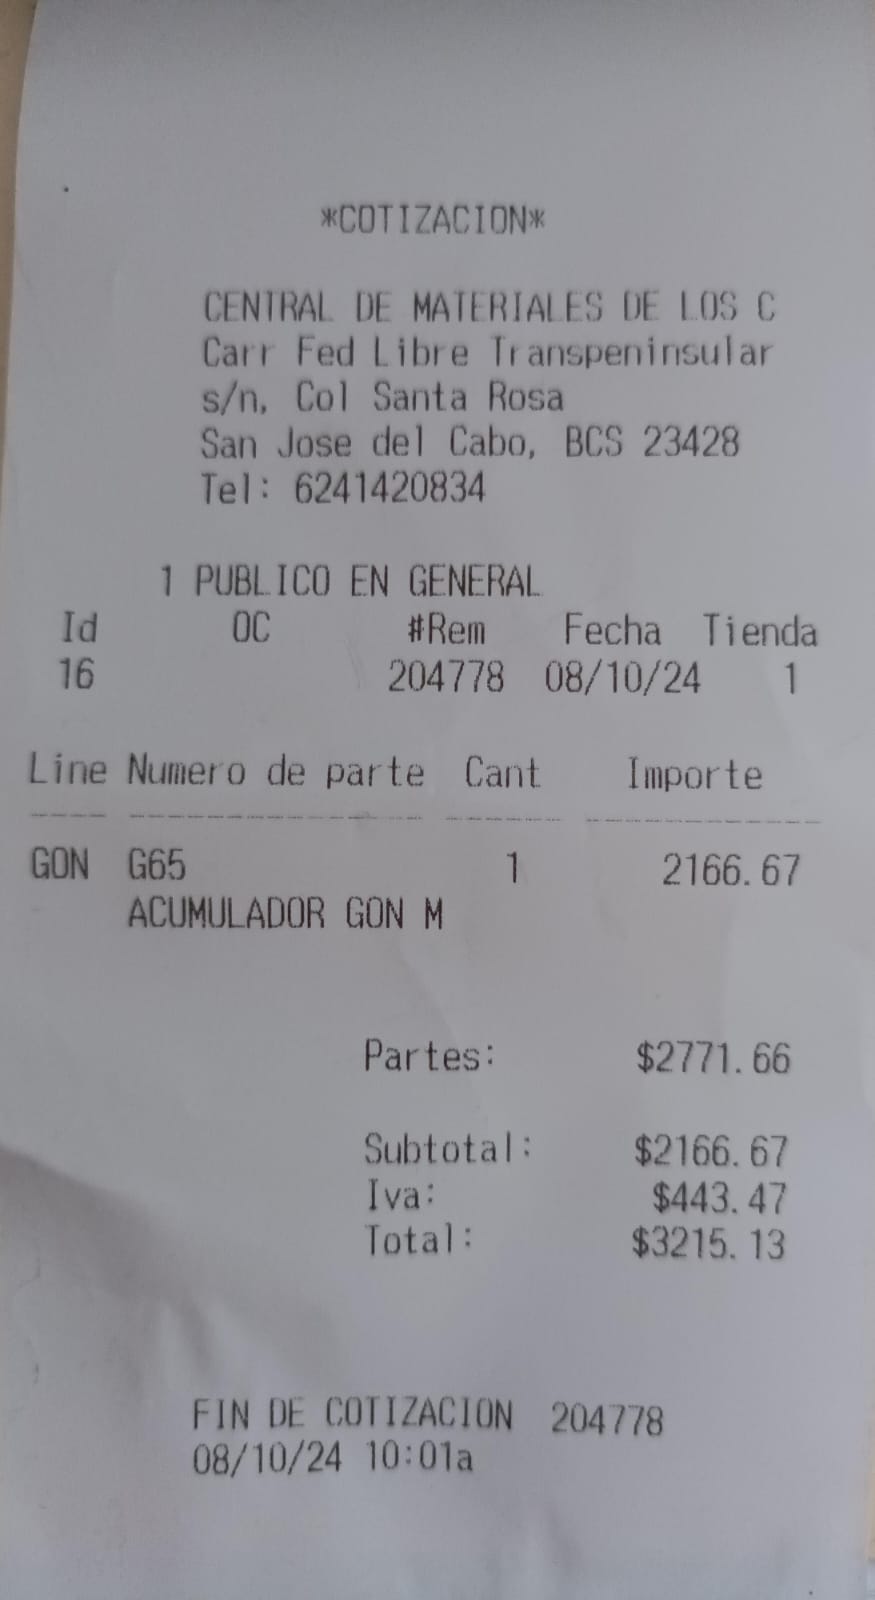 *COTIZACION*
CENTRAL DE MATERIALES DE LOS C
Carr Fed Libre Transpeninsular
s/n, Col Santa Rosa
San Jose del Cabo, BCS 23428
Tel: 6241420834
1 PUBLICO EN GENERAL
Id OC #Rem Fecha Tienda
16 204778 08/10/24 1
Line Numero de parte Cant Importe
GON G65 1 2166.67
ACUMULADOR GON M
Partes: $2771.66
Subtotal: $2166.67
Iva: $443.47
Total: $3215.13
FIN DE COTIZACION 204778
08/10/24 10:01a